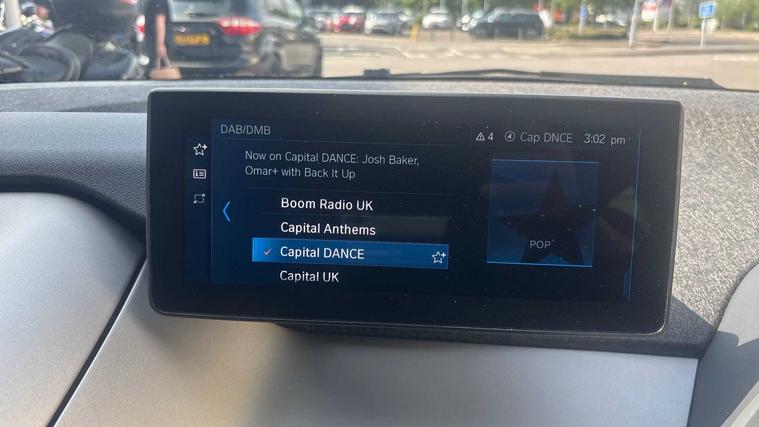 DAB/DMB
4 Cap DNCE 3:02 pm
Now on Capital DANCE: Josh Baker,
Omar+ with Back It Up
Boom Radio UK
Capital Anthems
Capital DANCE
Capital UK
POP